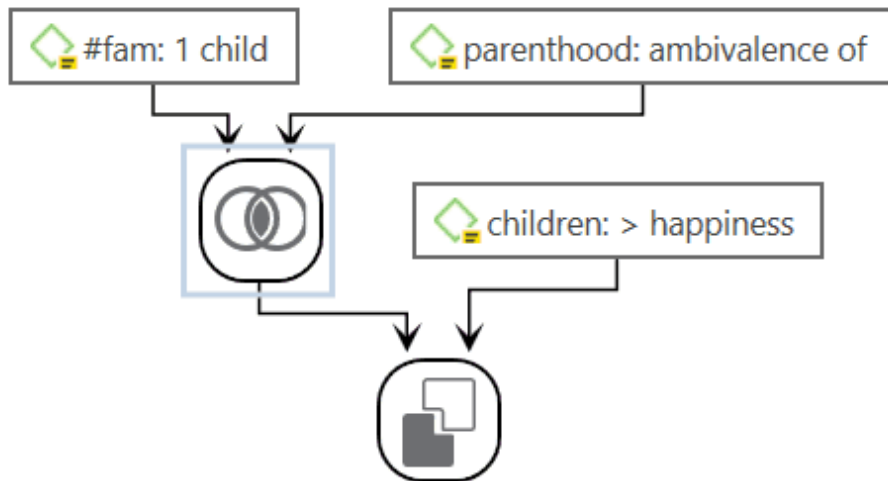 #fam: 1 child
parenthood: ambivalence of
children: > happiness